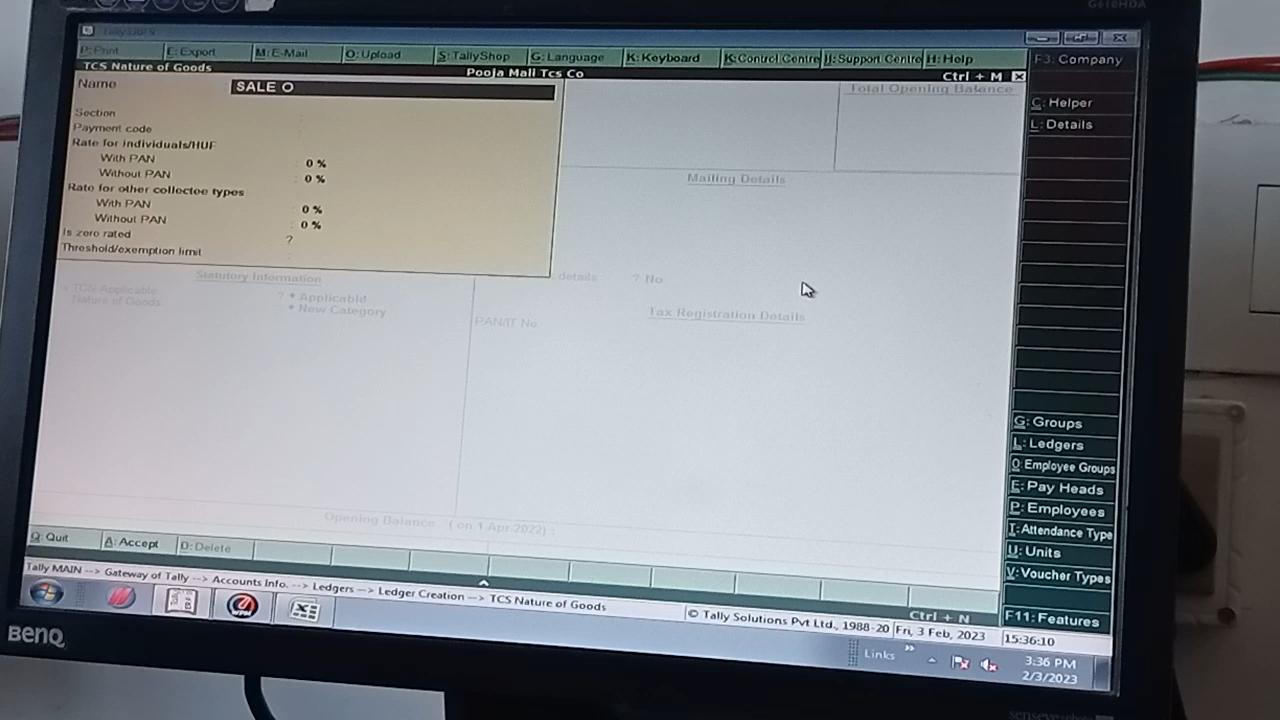 G610HDA
Tally.ERP 9
P: Print E: Export M: E-Mail O: Upload S: TallyShop G: Language K: Keyboard K: Control Centre H: Support Centre H: Help
F3: Company
TCS Nature of Goods Pooja Mall Tcs Co Ctrl + M
Name SALE O
Total Opening Balance
C: Helper
L: Details
Section :
Payment code :
Rate for individuals/HUF
With PAN : 0 %
Without PAN : 0 %
Mailing Details
Rate for other collectee types
With PAN : 0 %
Without PAN : 0 %
Is zero rated ?
Threshold/exemption limit :
Statutory Information
details ? No
TCS Applicable ? • Applicable
Nature of Goods • New Category
Tax Registration Details
PAN/IT No.
G: Groups
L: Ledgers
O: Employee Groups
E: Pay Heads
P: Employees
I: Attendance Type
U: Units
V: Voucher Types
F11: Features
Opening Balance ( on 1-Apr-2022) :
Q: Quit A: Accept D: Delete
Tally MAIN --> Gateway of Tally --> Accounts Info. --> Ledgers --> Ledger Creation --> TCS Nature of Goods
Ctrl + N
© Tally Solutions Pvt Ltd., 1988-20 Fri, 3 Feb, 2023 15:36:10
BenQ
Links »
3:36 PM
2/3/2023
senseye